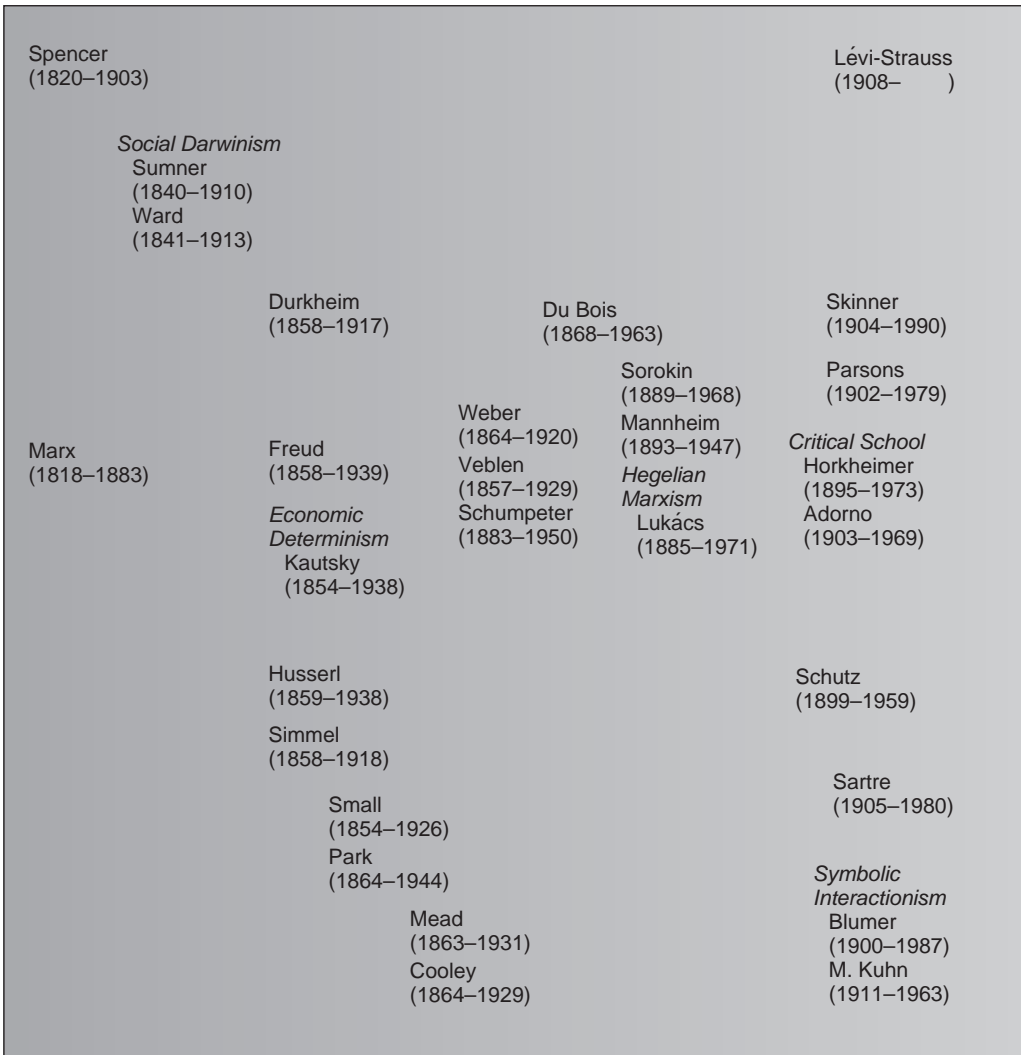 Spencer
(1820–1903)
Lévi-Strauss
(1908–      )
Social Darwinism
Sumner
(1840–1910)
Ward
(1841–1913)
Durkheim
(1858–1917)
Du Bois
(1868–1963)
Skinner
(1904–1990)
Sorokin
(1889–1968)
Parsons
(1902–1979)
Marx
(1818–1883)
Freud
(1858–1939)
Economic
Determinism
Kautsky
(1854–1938)
Weber
(1864–1920)
Veblen
(1857–1929)
Schumpeter
(1883–1950)
Mannheim
(1893–1947)
Hegelian
Marxism
Lukács
(1885–1971)
Critical School
Horkheimer
(1895–1973)
Adorno
(1903–1969)
Husserl
(1859–1938)
Simmel
(1858–1918)
Schutz
(1899–1959)
Small
(1854–1926)
Park
(1864–1944)
Sartre
(1905–1980)
Mead
(1863–1931)
Cooley
(1864–1929)
Symbolic
Interactionism
Blumer
(1900–1987)
M. Kuhn
(1911–1963)